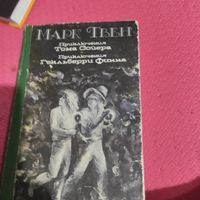 Марк Твен
Приключения
Тома Сойера
Приключения
Гекльберри Финна